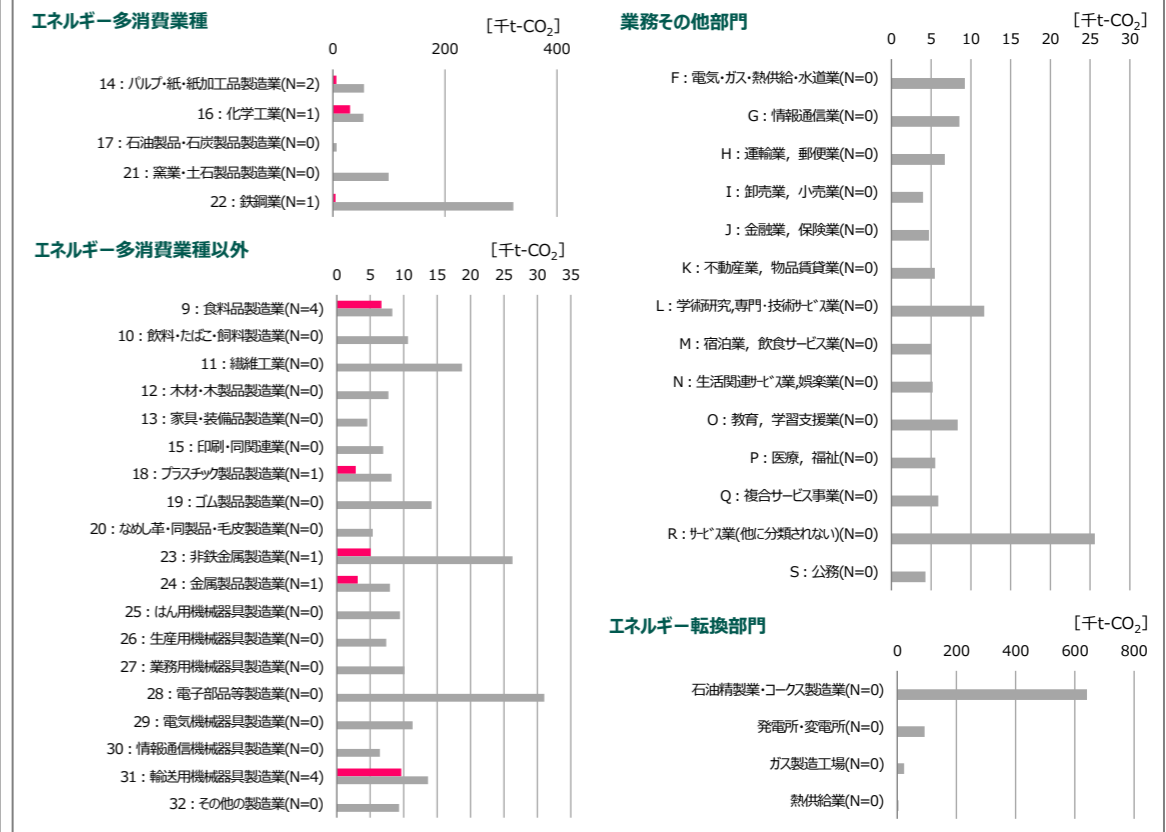 エネルギー多消費業種
[千t-CO2]
0 200 400
14：パルプ・紙・紙加工品製造業(N=2)
16：化学工業(N=1)
17：石油製品・石炭製品製造業(N=0)
21：窯業・土石製品製造業(N=0)
22：鉄鋼業(N=1)
エネルギー多消費業種以外
[千t-CO2]
0 5 10 15 20 25 30 35
9：食料品製造業(N=4)
10：飲料・たばこ・飼料製造業(N=0)
11：繊維工業(N=0)
12：木材・木製品製造業(N=0)
13：家具・装備品製造業(N=0)
15：印刷・同関連業(N=0)
18：プラスチック製品製造業(N=1)
19：ゴム製品製造業(N=0)
20：なめし革・同製品・毛皮製造業(N=0)
23：非鉄金属製造業(N=1)
24：金属製品製造業(N=1)
25：はん用機械器具製造業(N=0)
26：生産用機械器具製造業(N=0)
27：業務用機械器具製造業(N=0)
28：電子部品等製造業(N=0)
29：電気機械器具製造業(N=0)
30：情報通信機械器具製造業(N=0)
31：輸送用機械器具製造業(N=4)
32：その他の製造業(N=0)
業務その他部門
[千t-CO2]
0 5 10 15 20 25 30
F：電気・ガス・熱供給・水道業(N=0)
G：情報通信業(N=0)
H：運輸業，郵便業(N=0)
I：卸売業，小売業(N=0)
J：金融業，保険業(N=0)
K：不動産業，物品賃貸業(N=0)
L：学術研究,専門・技術ｻｰﾋﾞｽ業(N=0)
M：宿泊業，飲食サービス業(N=0)
N：生活関連ｻｰﾋﾞｽ業,娯楽業(N=0)
O：教育，学習支援業(N=0)
P：医療，福祉(N=0)
Q：複合サービス事業(N=0)
R：ｻｰﾋﾞｽ業(他に分類されない)(N=0)
S：公務(N=0)
エネルギー転換部門
[千t-CO2]
0 200 400 600 800
石油精製業・コークス製造業(N=0)
発電所・変電所(N=0)
ガス製造工場(N=0)
熱供給業(N=0)